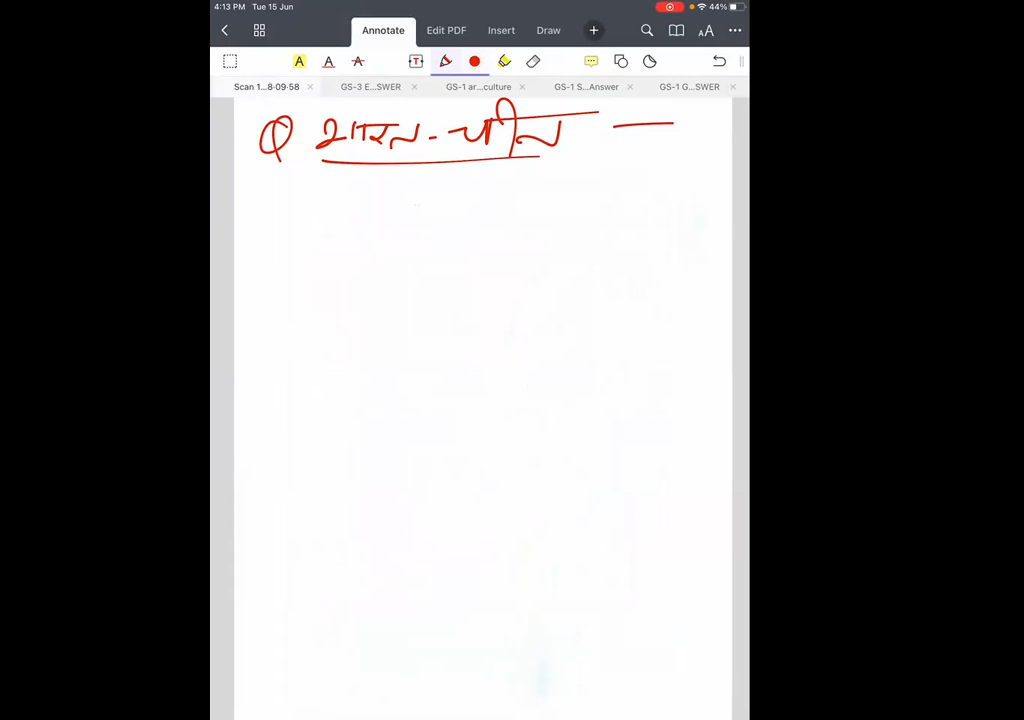 4:13 PM Tue 15 Jun 44%
Annotate Edit PDF Insert Draw
Scan 1...8-09-58 GS-3 E...SWER GS-1 ar...culture GS-1 S...Answer GS-1 G...SWER
Q भारत - चीन —